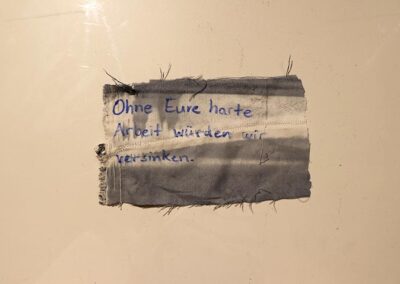 Ohne Eure harte
Arbeit würden wir
versinken.